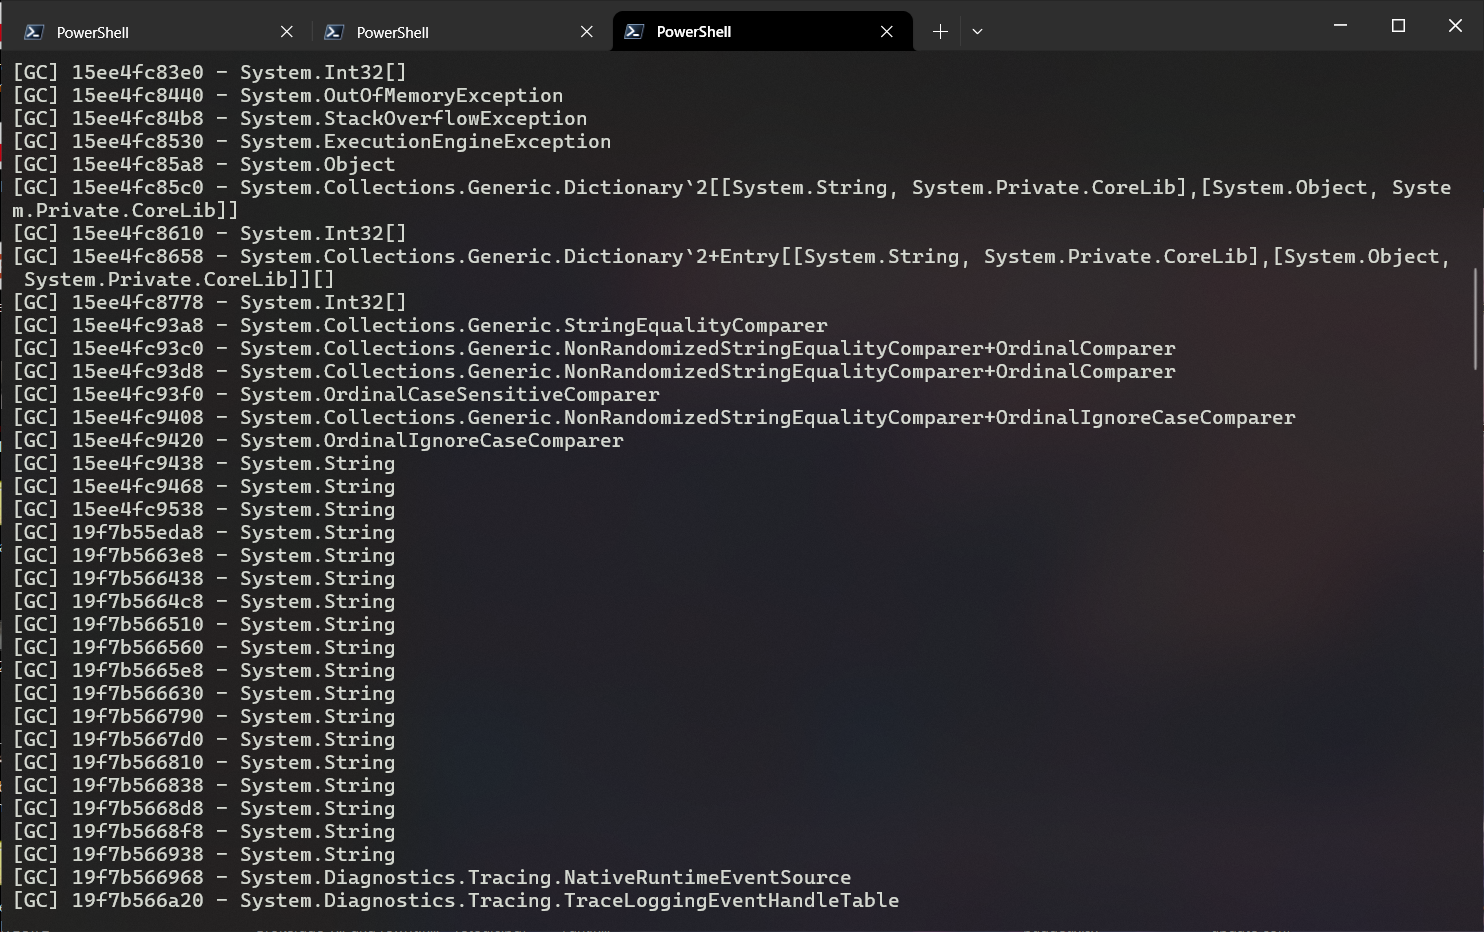 PowerShell PowerShell PowerShell
[GC] 15ee4fc83e0 - System.Int32[]
[GC] 15ee4fc8440 - System.OutOfMemoryException
[GC] 15ee4fc84b8 - System.StackOverflowException
[GC] 15ee4fc8530 - System.ExecutionEngineException
[GC] 15ee4fc85a8 - System.Object
[GC] 15ee4fc85c0 - System.Collections.Generic.Dictionary`2[[System.String, System.Private.CoreLib],[System.Object, Syste
m.Private.CoreLib]]
[GC] 15ee4fc8610 - System.Int32[]
[GC] 15ee4fc8658 - System.Collections.Generic.Dictionary`2+Entry[[System.String, System.Private.CoreLib],[System.Object,
System.Private.CoreLib]][]
[GC] 15ee4fc8778 - System.Int32[]
[GC] 15ee4fc93a8 - System.Collections.Generic.StringEqualityComparer
[GC] 15ee4fc93c0 - System.Collections.Generic.NonRandomizedStringEqualityComparer+OrdinalComparer
[GC] 15ee4fc93d8 - System.Collections.Generic.NonRandomizedStringEqualityComparer+OrdinalComparer
[GC] 15ee4fc93f0 - System.OrdinalCaseSensitiveComparer
[GC] 15ee4fc9408 - System.Collections.Generic.NonRandomizedStringEqualityComparer+OrdinalIgnoreCaseComparer
[GC] 15ee4fc9420 - System.OrdinalIgnoreCaseComparer
[GC] 15ee4fc9438 - System.String
[GC] 15ee4fc9468 - System.String
[GC] 15ee4fc9538 - System.String
[GC] 19f7b55eda8 - System.String
[GC] 19f7b5663e8 - System.String
[GC] 19f7b566438 - System.String
[GC] 19f7b5664c8 - System.String
[GC] 19f7b566510 - System.String
[GC] 19f7b566560 - System.String
[GC] 19f7b5665e8 - System.String
[GC] 19f7b566630 - System.String
[GC] 19f7b566790 - System.String
[GC] 19f7b5667d0 - System.String
[GC] 19f7b566810 - System.String
[GC] 19f7b566838 - System.String
[GC] 19f7b5668d8 - System.String
[GC] 19f7b5668f8 - System.String
[GC] 19f7b566938 - System.String
[GC] 19f7b566968 - System.Diagnostics.Tracing.NativeRuntimeEventSource
[GC] 19f7b566a20 - System.Diagnostics.Tracing.TraceLoggingEventHandleTable